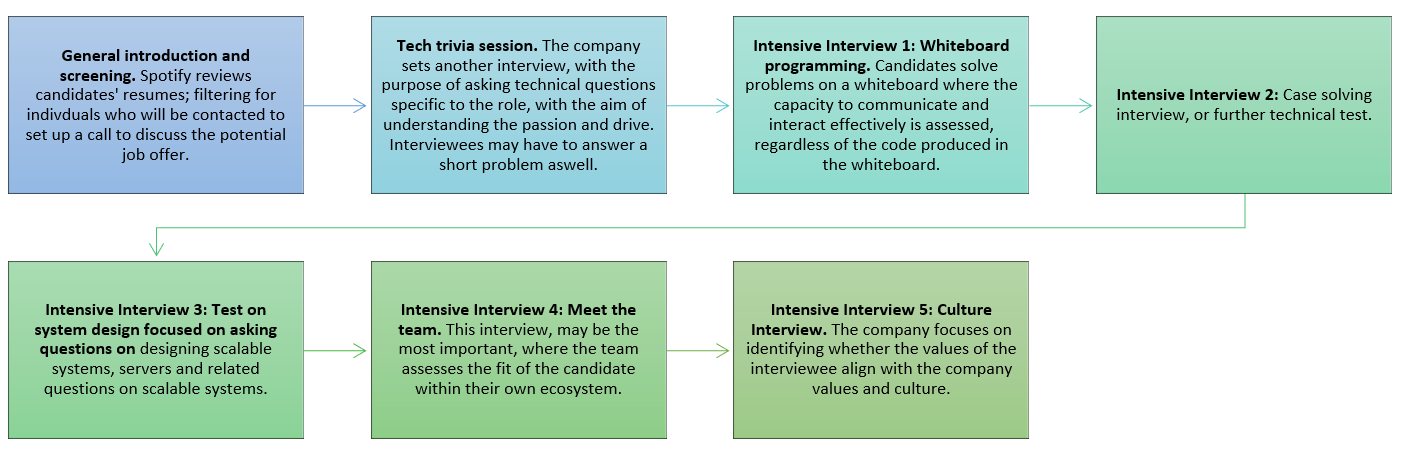 General introduction and
screening. Spotify reviews
candidates' resumes; filtering for
indivduals who will be contacted to
set up a call to discuss the potential
job offer.
Tech trivia session. The company
sets another interview, with the
purpose of asking technical questions
specific to the role, with the aim of
understanding the passion and drive.
Interviewees may have to answer a
short problem aswell.
Intensive Interview 1: Whiteboard
programming. Candidates solve
problems on a whiteboard where the
capacity to communicate and
interact effectively is assessed,
regardless of the code produced in
the whiteboard.
Intensive Interview 2: Case solving
interview, or further technical test.
Intensive Interview 3: Test on
system design focused on asking
questions on designing scalable
systems, servers and related
questions on scalable systems.
Intensive Interview 4: Meet the
team. This interview, may be the
most important, where the team
assesses the fit of the candidate
within their own ecosystem.
Intensive Interview 5: Culture
Interview. The company focuses on
identifying whether the values of the
interviewee align with the company
values and culture.